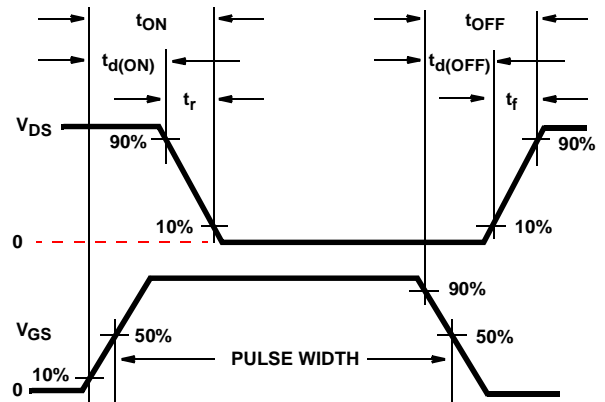 tON tOFF
td(ON) td(OFF)
tr tf
VDS
90% 90%
10% 10%
0
90%
VGS 50% 50%
PULSE WIDTH
10%
0